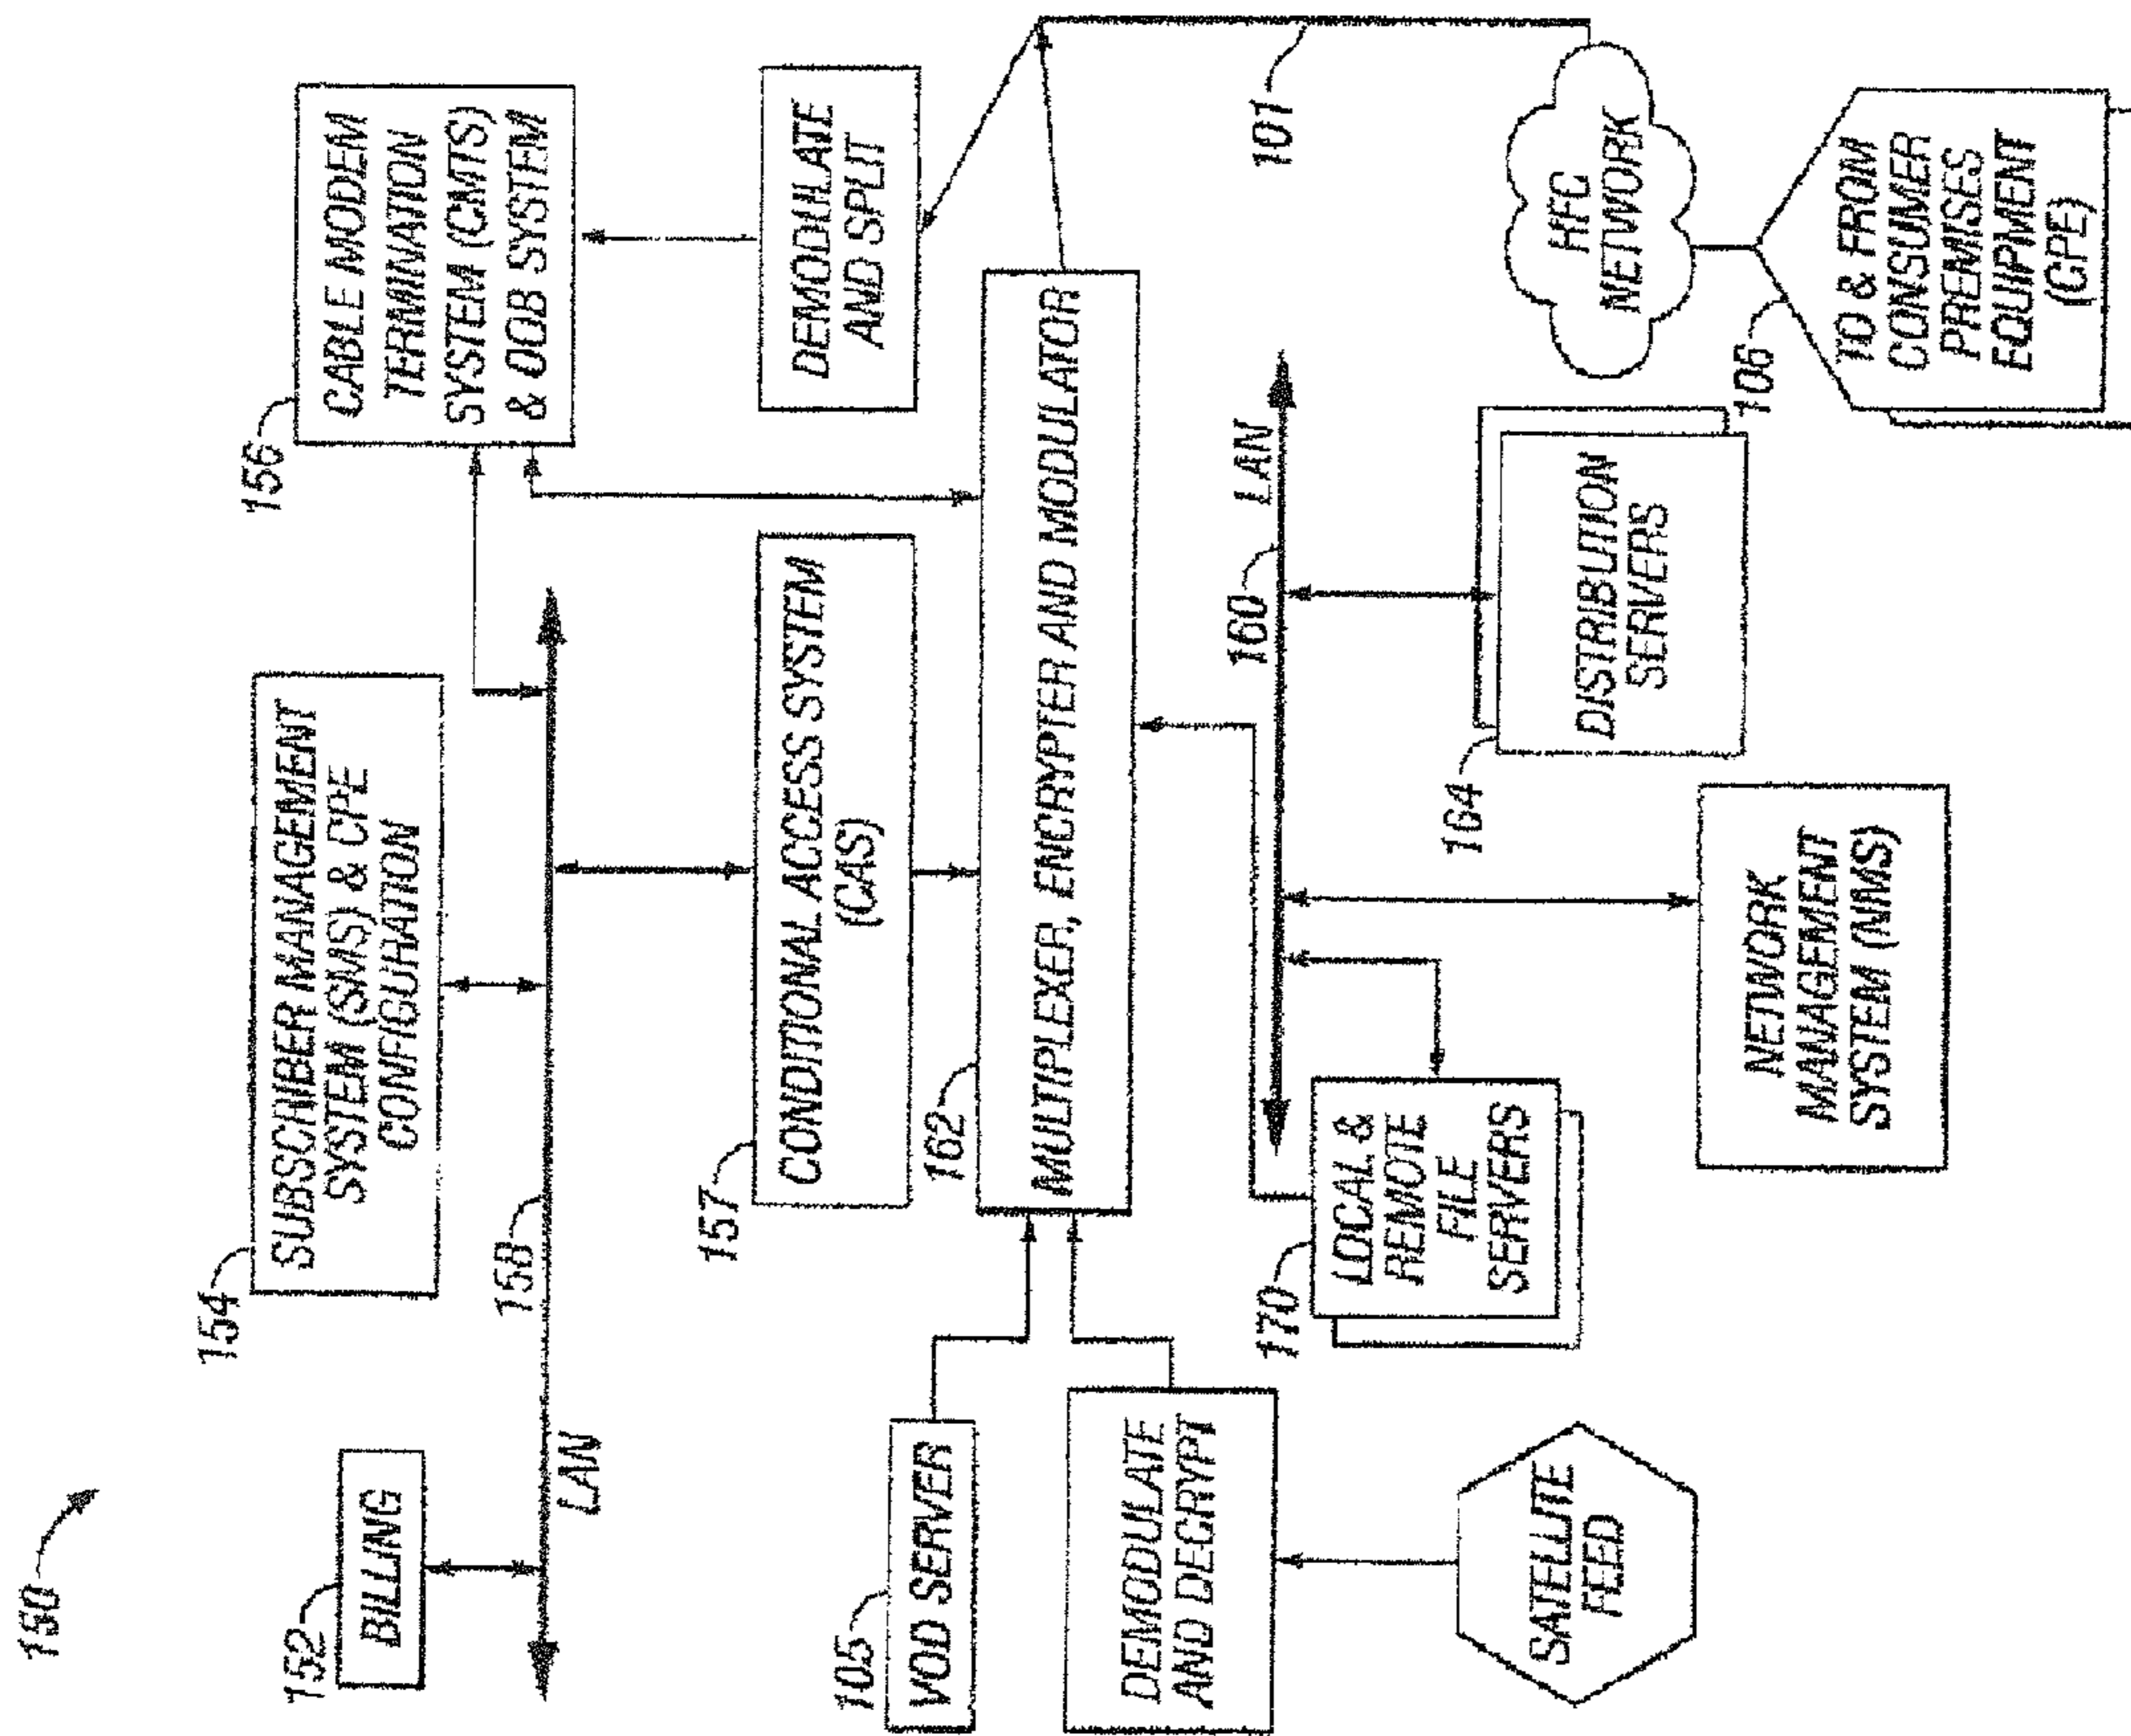 150
152
BILLING
154
SUBSCRIBER MANAGEMENT
SYSTEM (SMS) & CPE
CONFIGURATION
156
CABLE MODEM
TERMINATION
SYSTEM (CMTS)
& OOB SYSTEM
158
LAN
157
CONDITIONAL ACCESS SYSTEM
(CAS)
DEMODULATE
AND SPLIT
105
VOD SERVER
162
MULTIPLEXER, ENCRYPTER AND MODULATOR
DEMODULATE
AND DECRYPT
101
160
LAN
170
LOCAL &
REMOTE
FILE
SERVERS
164
DISTRIBUTION
SERVERS
HFC
NETWORK
SATELLITE
FEED
NETWORK
MANAGEMENT
SYSTEM (NMS)
106
TO & FROM
CONSUMER
PREMISES
EQUIPMENT
(CPE)